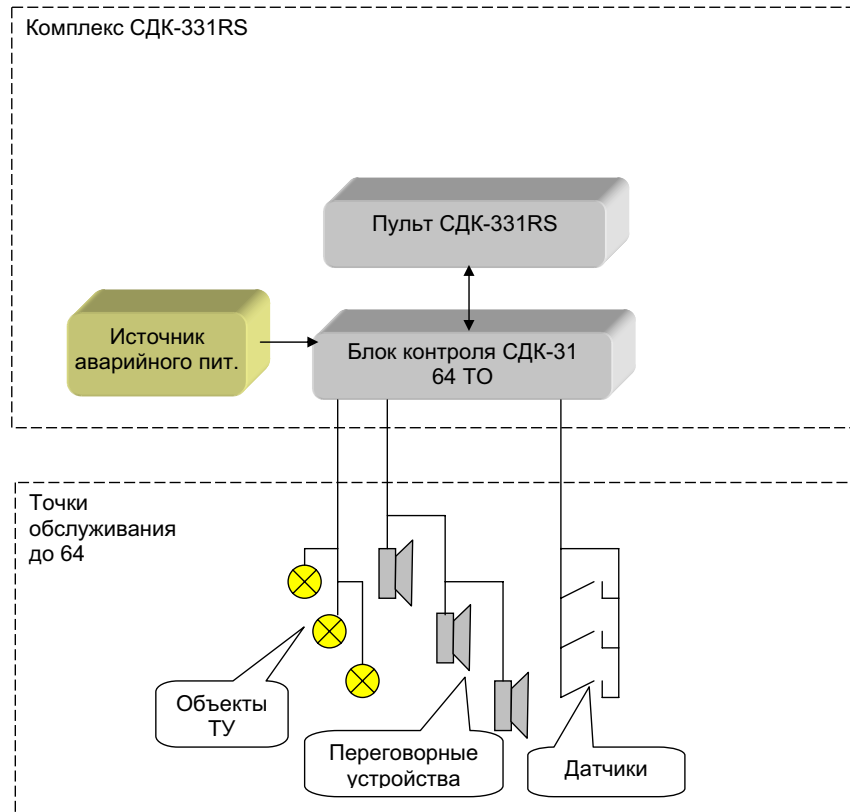 Комплекс СДК-331RS
Пульт СДК-331RS
Источник
аварийного пит.
Блок контроля СДК-31
64 ТО
Точки
обслуживания
до 64
Объекты
ТУ
Переговорные
устройства
Датчики